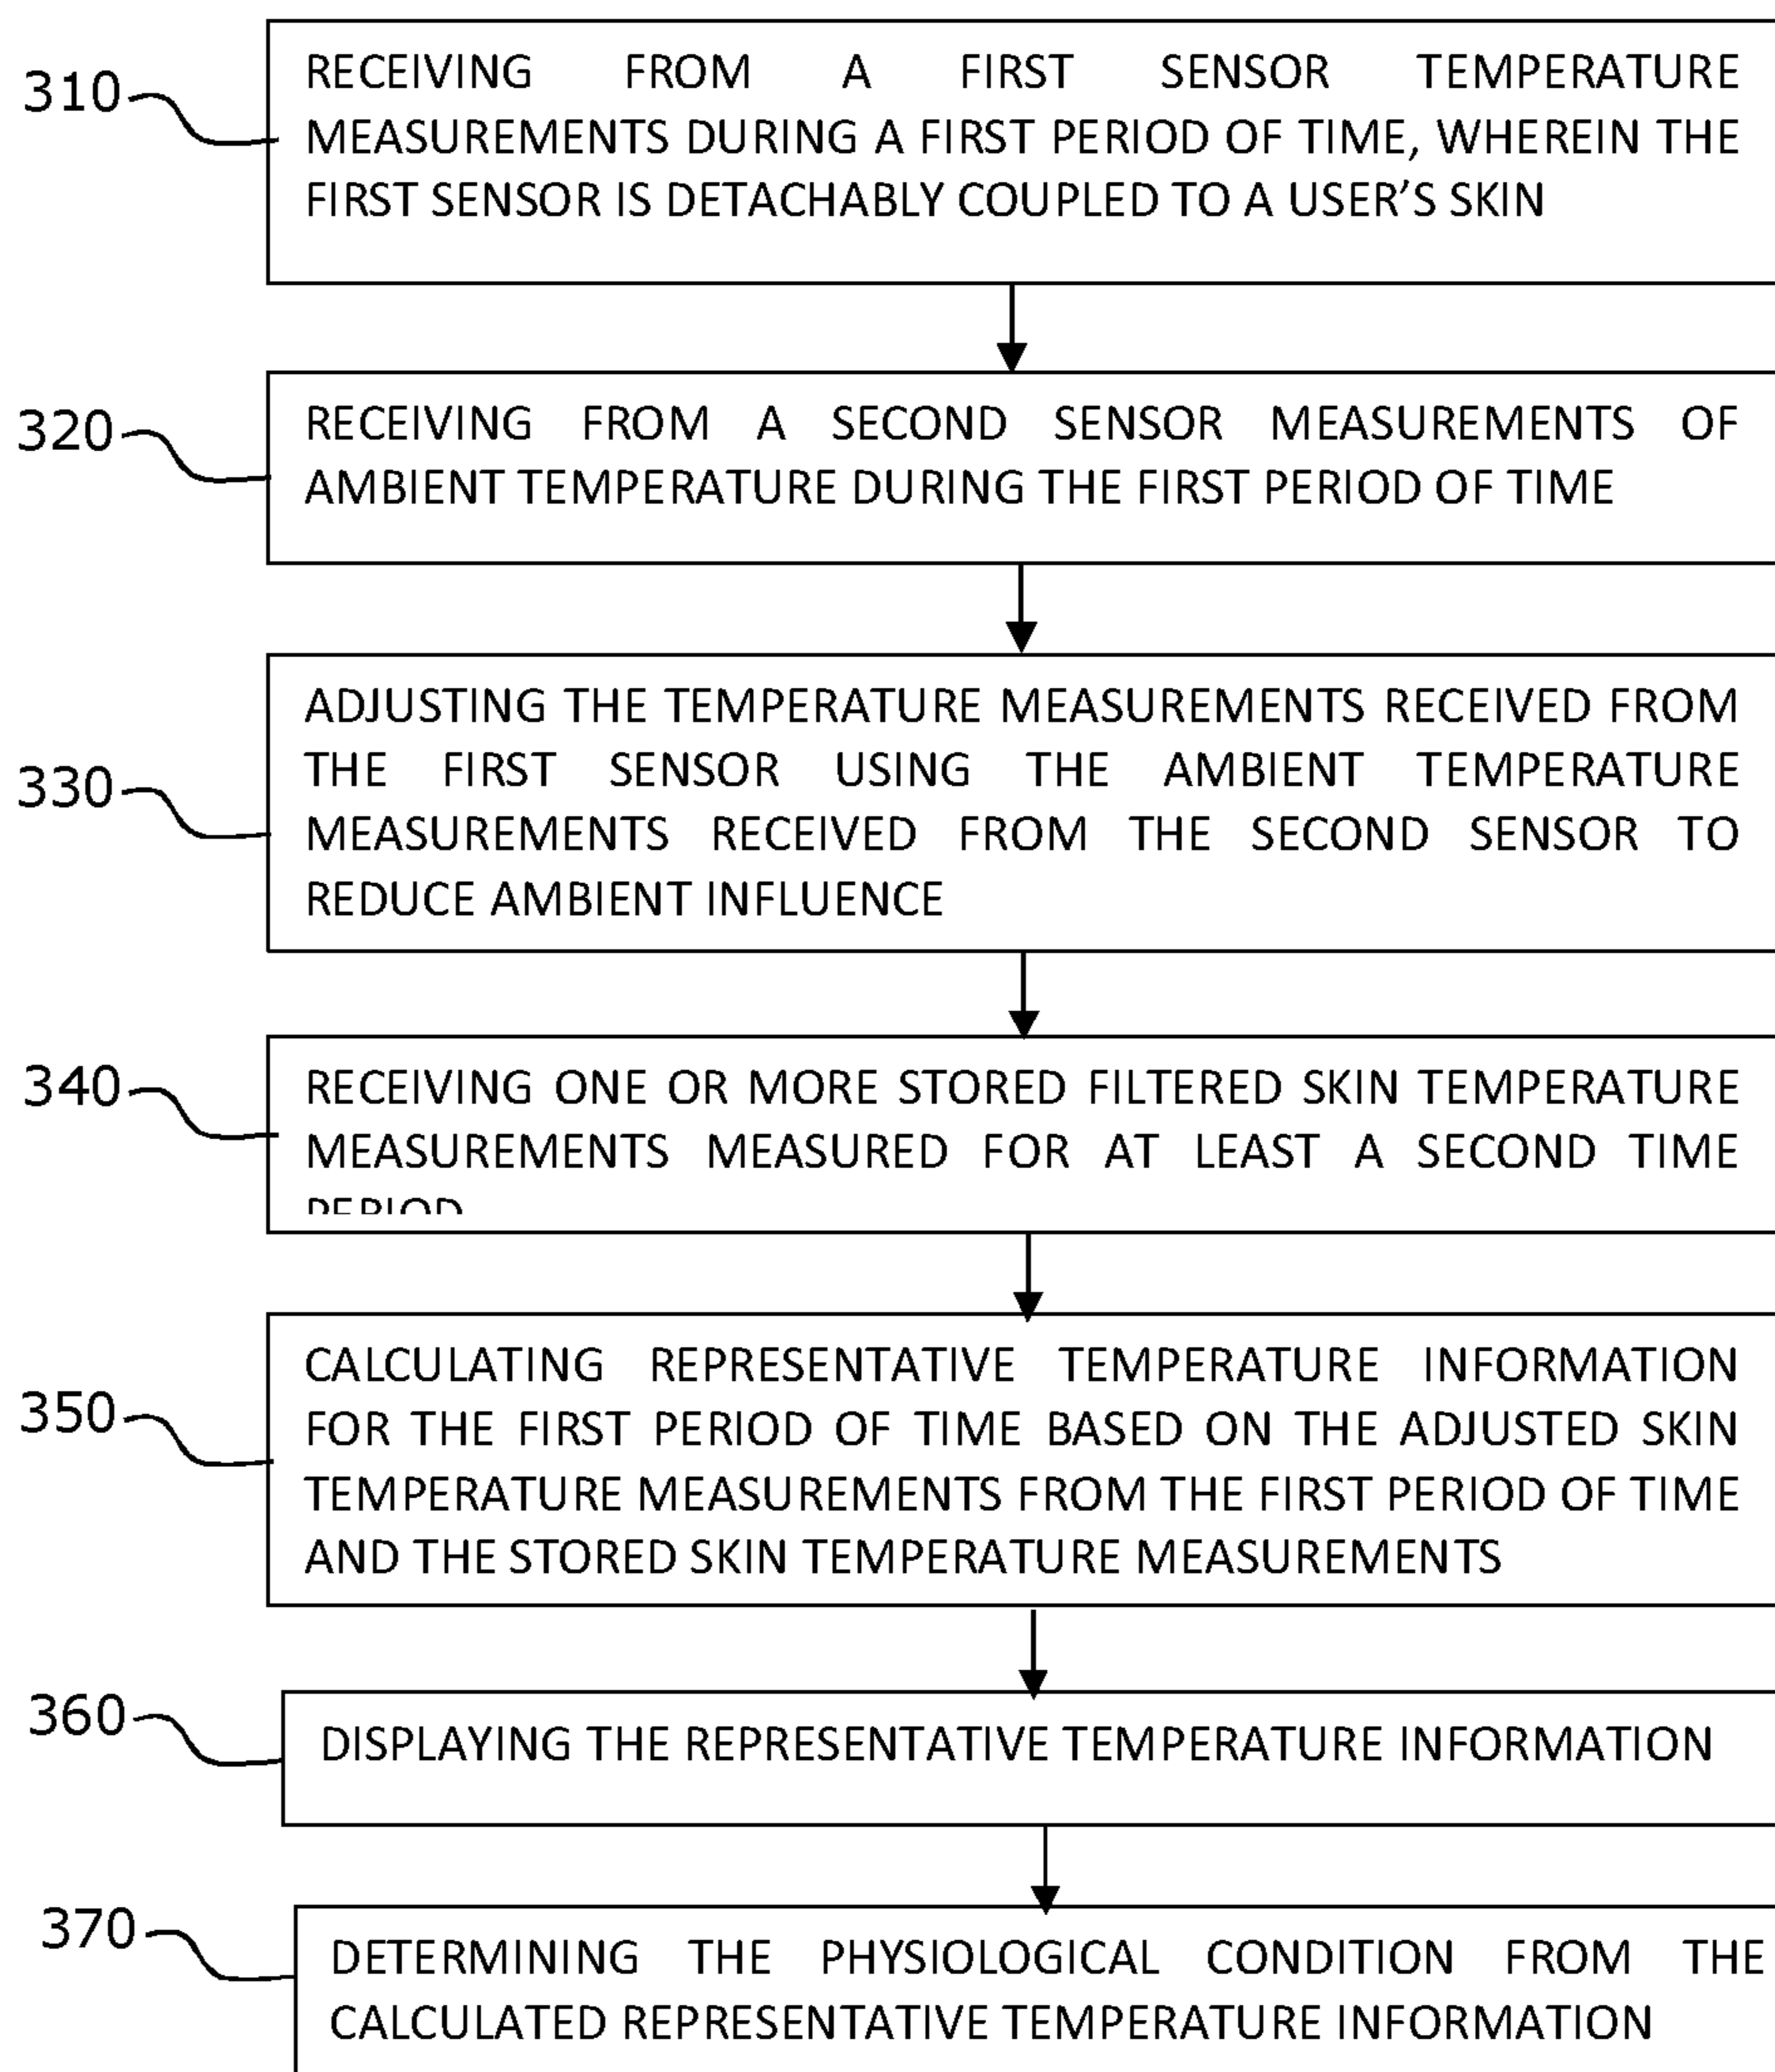 310
RECEIVING FROM A FIRST SENSOR TEMPERATURE
MEASUREMENTS DURING A FIRST PERIOD OF TIME, WHEREIN THE
FIRST SENSOR IS DETACHABLY COUPLED TO A USER’S SKIN
320
RECEIVING FROM A SECOND SENSOR MEASUREMENTS OF
AMBIENT TEMPERATURE DURING THE FIRST PERIOD OF TIME
330
ADJUSTING THE TEMPERATURE MEASUREMENTS RECEIVED FROM
THE FIRST SENSOR USING THE AMBIENT TEMPERATURE
MEASUREMENTS RECEIVED FROM THE SECOND SENSOR TO
REDUCE AMBIENT INFLUENCE
340
RECEIVING ONE OR MORE STORED FILTERED SKIN TEMPERATURE
MEASUREMENTS MEASURED FOR AT LEAST A SECOND TIME
PERIOD
350
CALCULATING REPRESENTATIVE TEMPERATURE INFORMATION
FOR THE FIRST PERIOD OF TIME BASED ON THE ADJUSTED SKIN
TEMPERATURE MEASUREMENTS FROM THE FIRST PERIOD OF TIME
AND THE STORED SKIN TEMPERATURE MEASUREMENTS
360
DISPLAYING THE REPRESENTATIVE TEMPERATURE INFORMATION
370
DETERMINING THE PHYSIOLOGICAL CONDITION FROM THE
CALCULATED REPRESENTATIVE TEMPERATURE INFORMATION